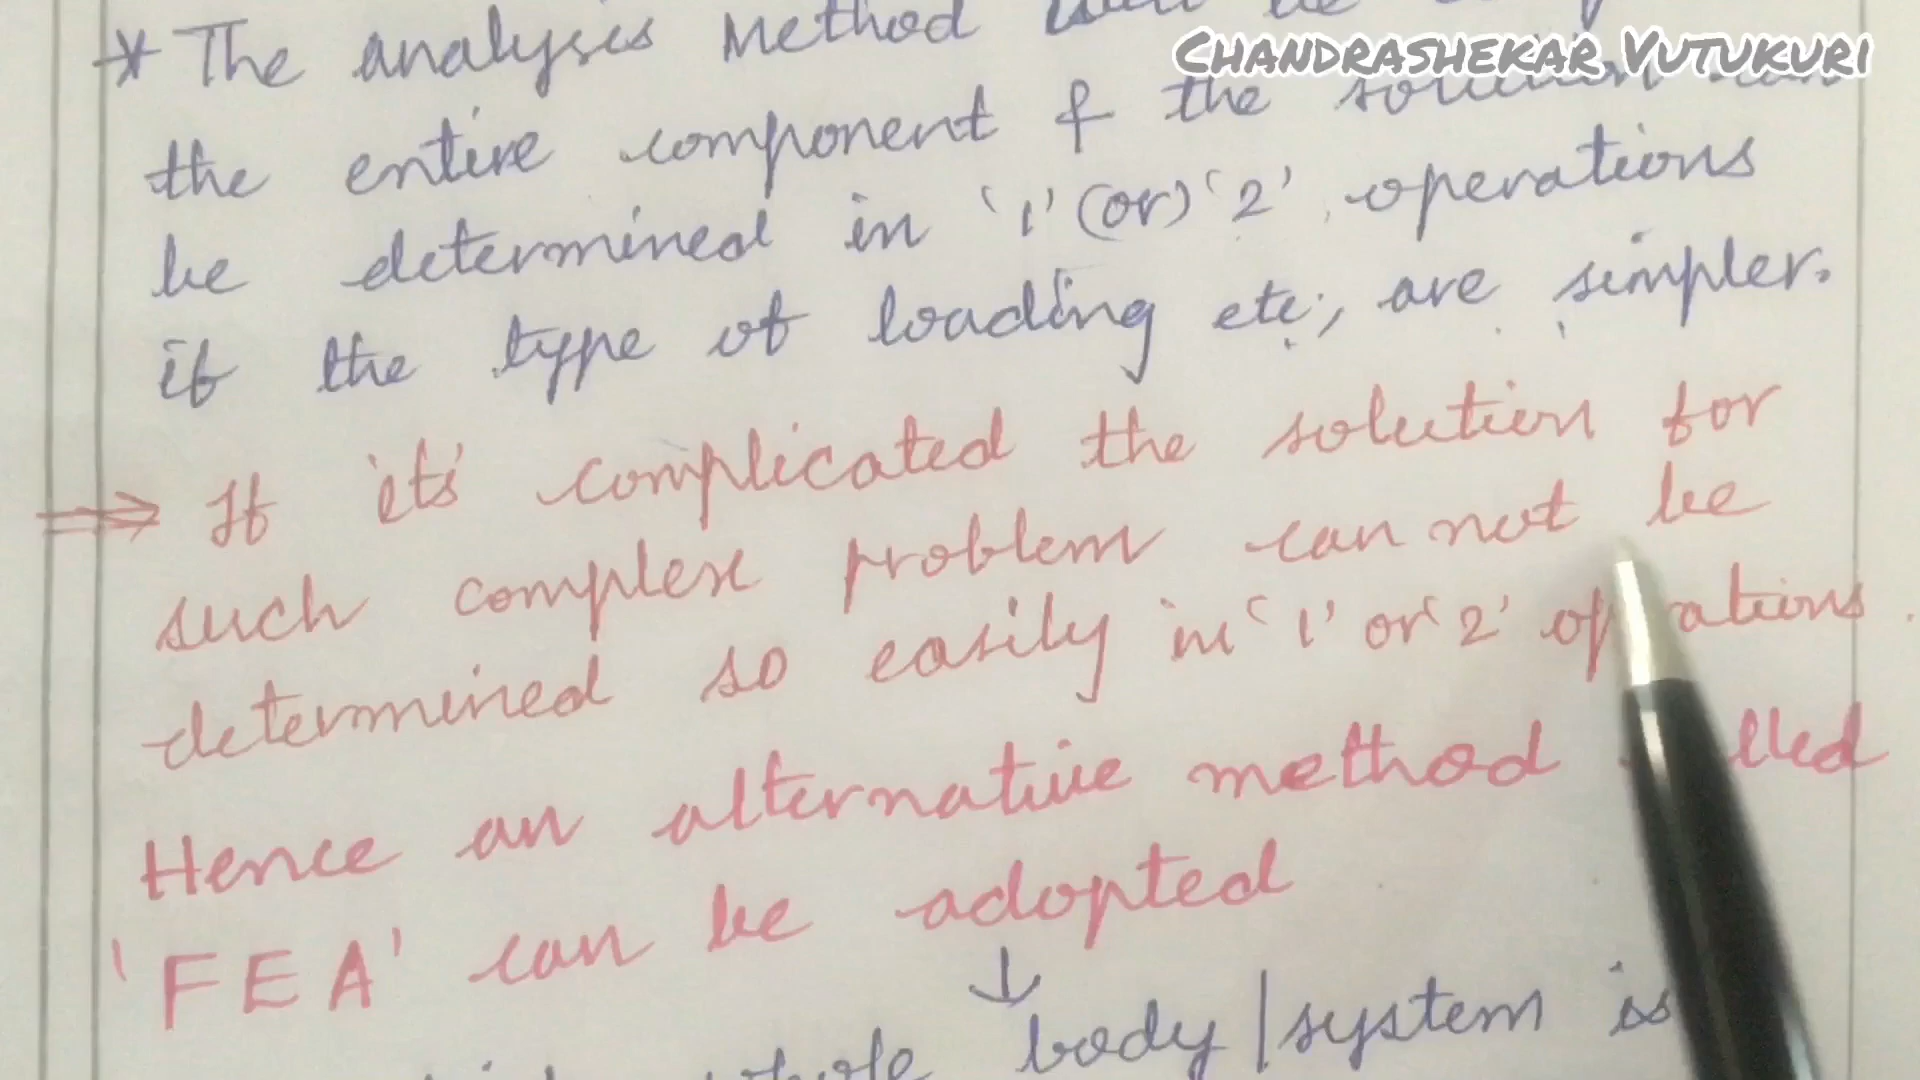 * The analysis Method
CHANDRASHEKAR VUTUKURI
the entire component & the solution
be determined in '1' (or) '2' operations
if the type of loading etc; are simpler.
⇒ If it's complicated the solution for
such complex problem can not be
determined so easily in '1' or '2' operations.
Hence an alternative method
'FEA' can be adopted
↓
body/system is